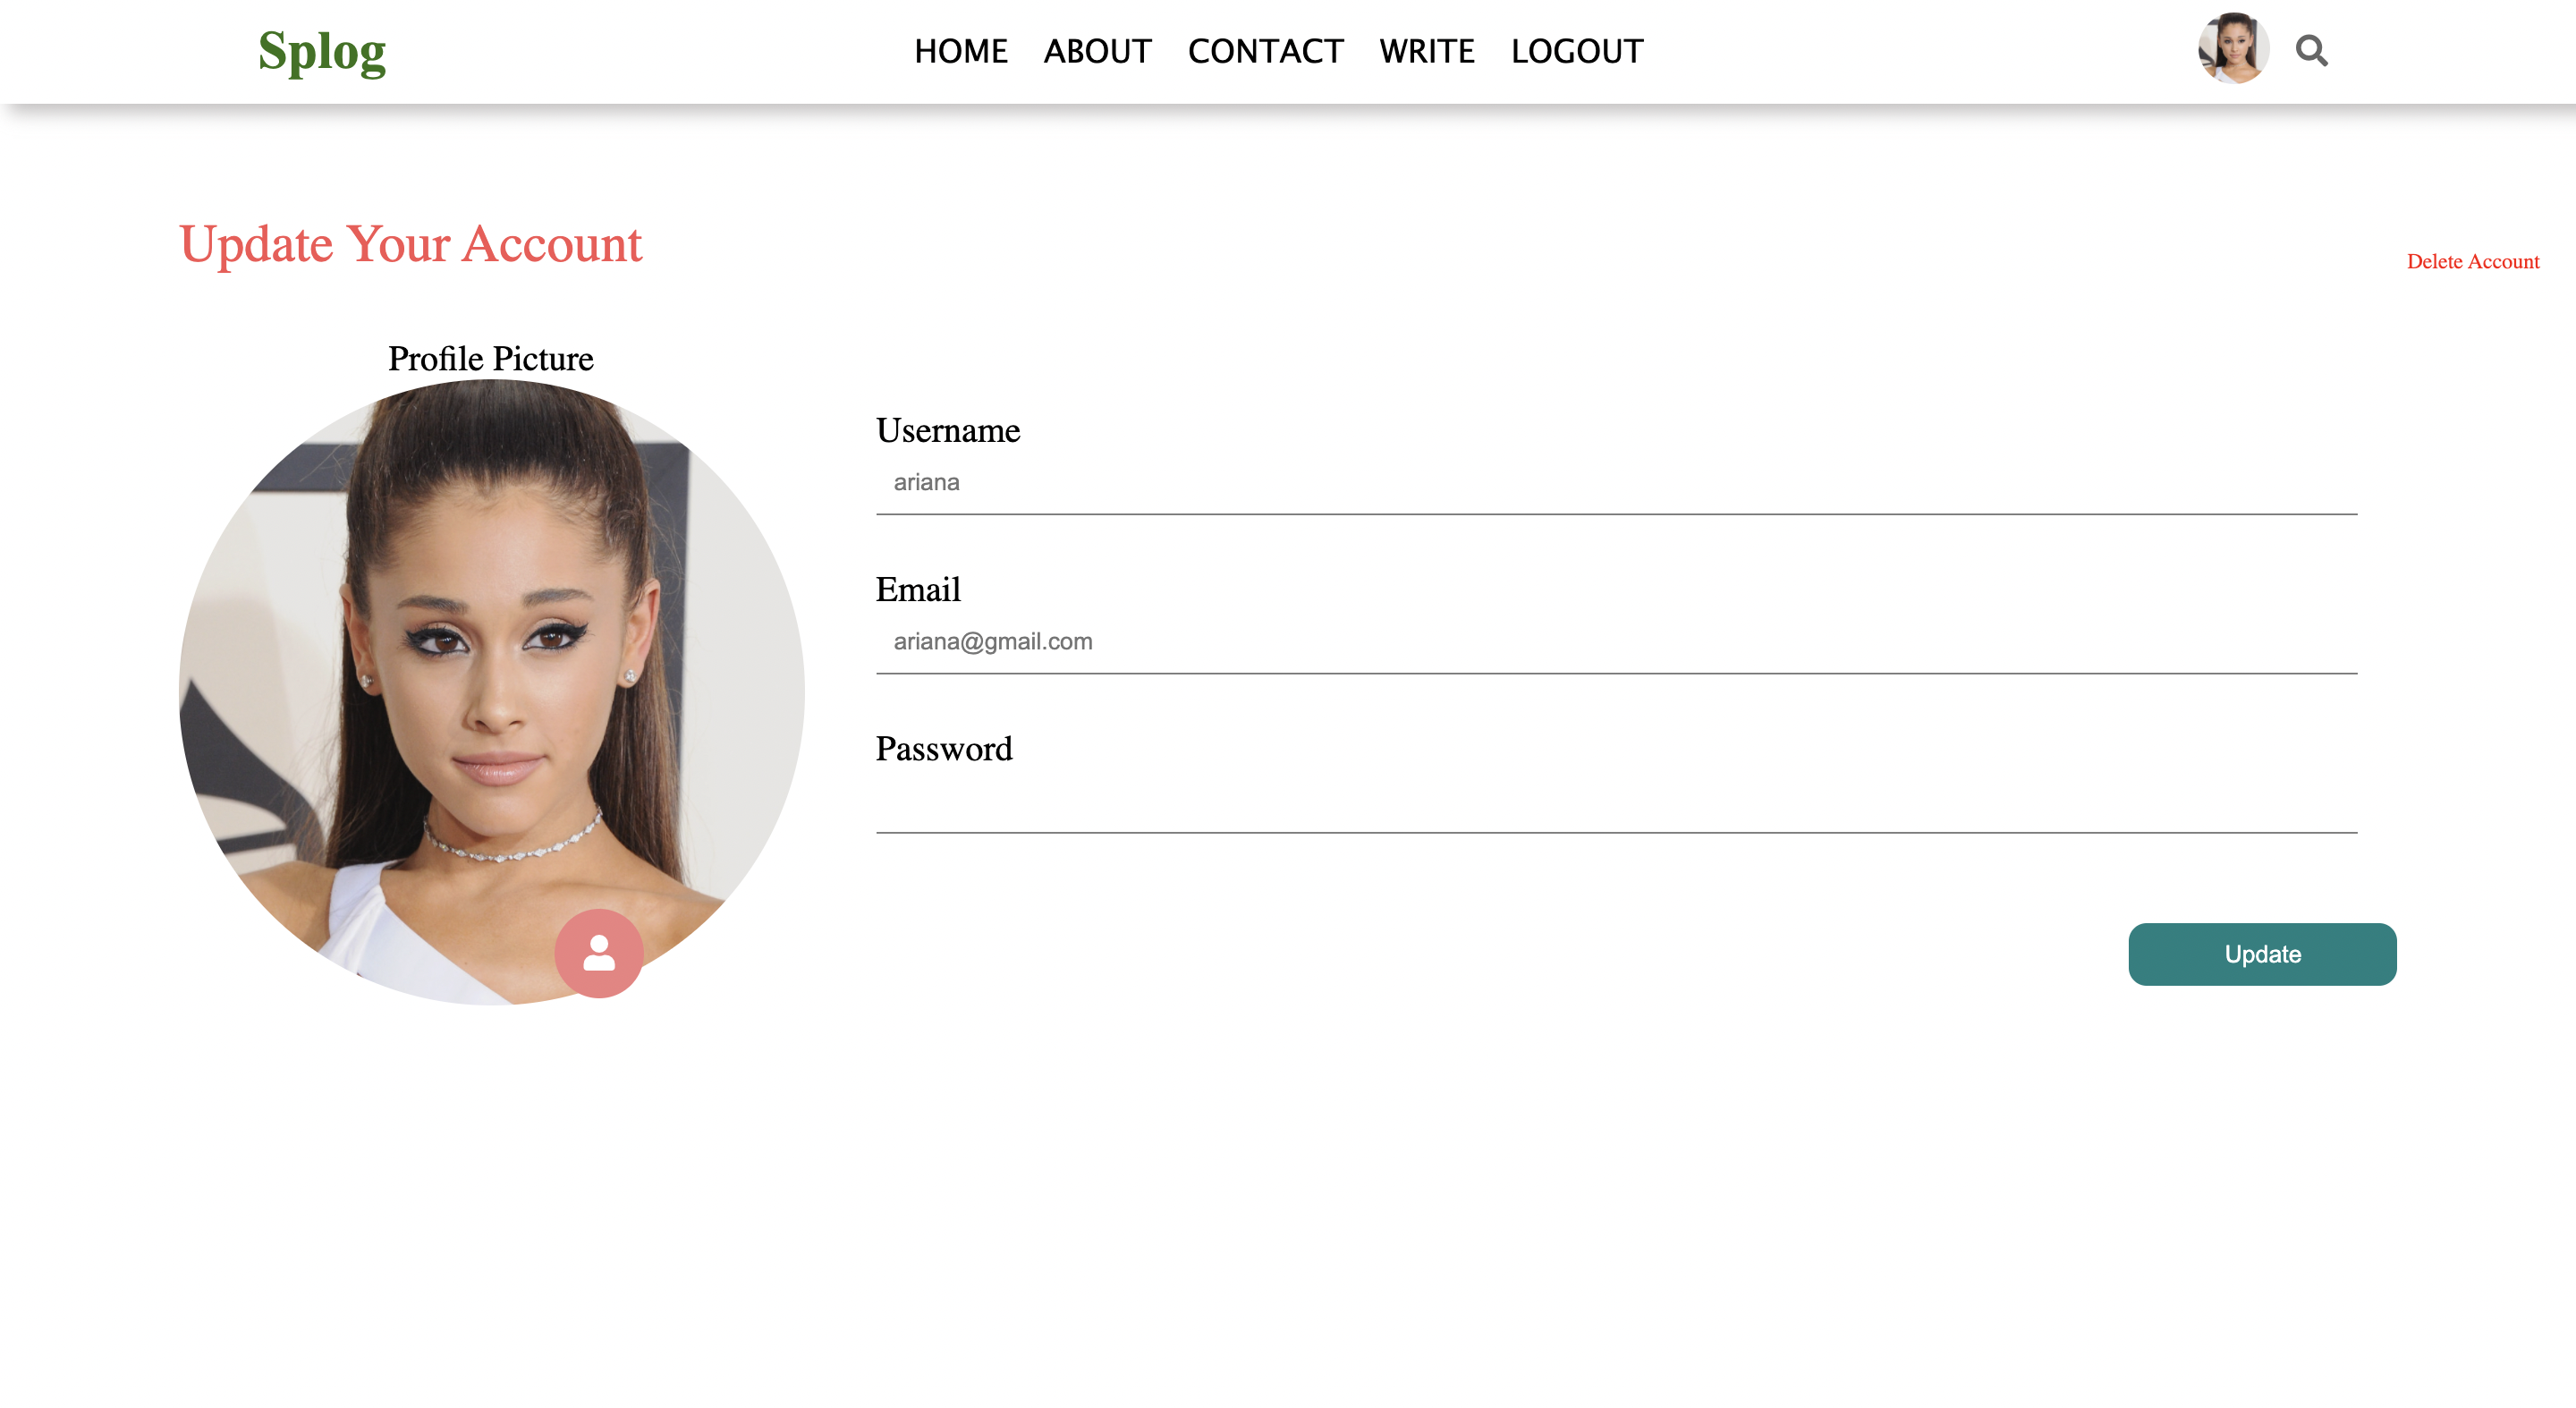 Splog
HOME ABOUT CONTACT WRITE LOGOUT
Update Your Account
Delete Account
Profile Picture
Username
ariana
Email
ariana@gmail.com
Password
Update